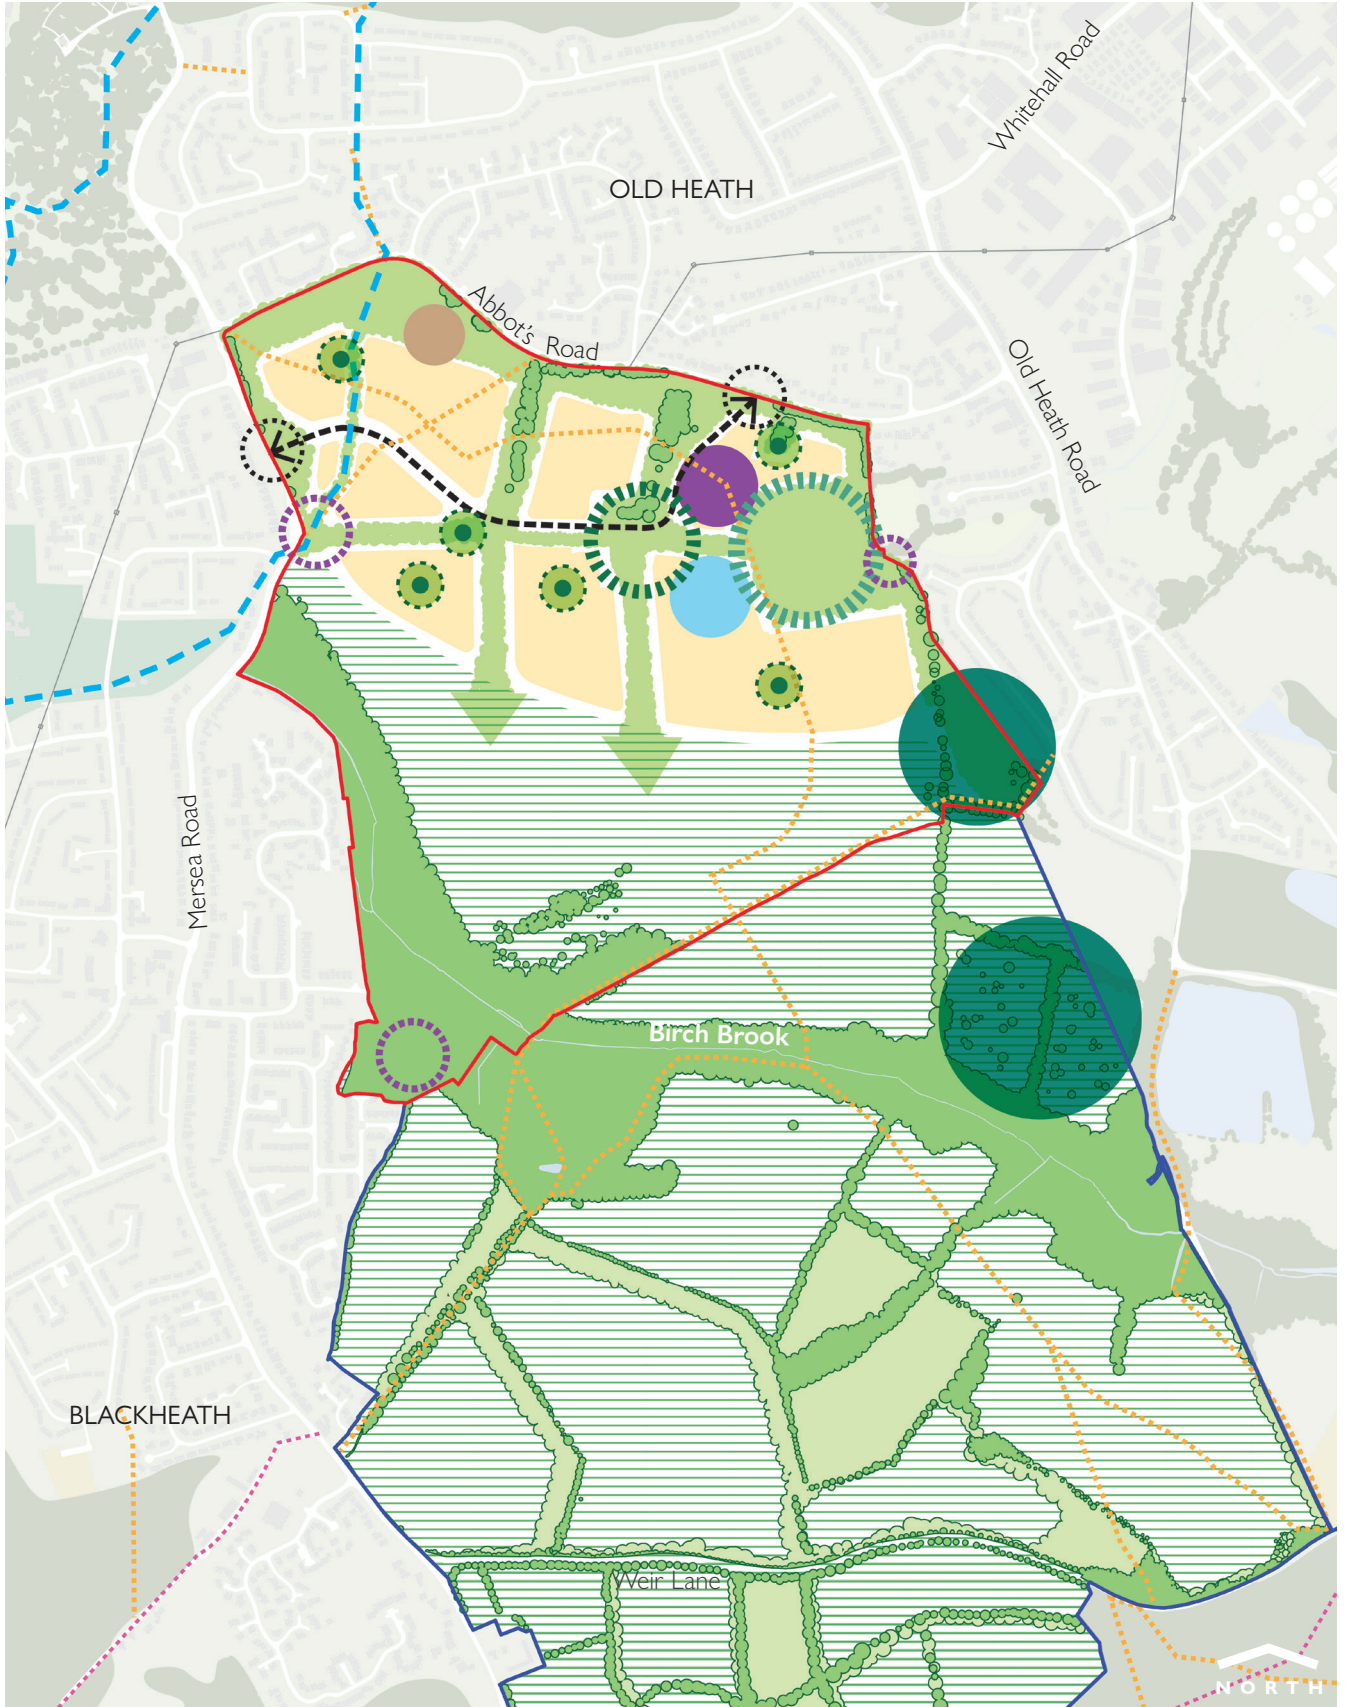 Whitehall Road
OLD HEATH
Abbot's Road
Old Heath Road
Mersea Road
Birch Brook
BLACKHEATH
Weir Lane
NORTH